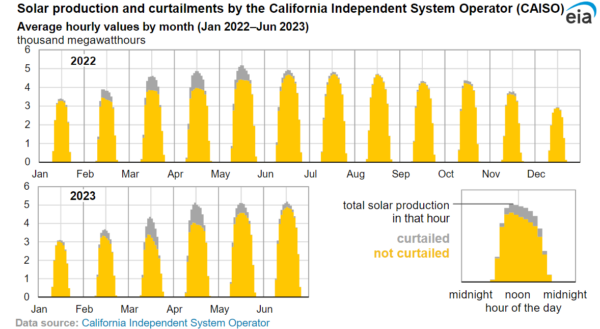 Solar production and curtailments by the California Independent System Operator (CAISO)
eia
Average hourly values by month (Jan 2022–Jun 2023)
thousand megawatthours
6
5
4
3
2
1
0
2022
Jan Feb Mar Apr May Jun Jul Aug Sep Oct Nov Dec
6
5
4
3
2
1
0
2023
Jan Feb Mar Apr May Jun
total solar production
in that hour
curtailed
not curtailed
midnight noon midnight
hour of the day
Data source: California Independent System Operator